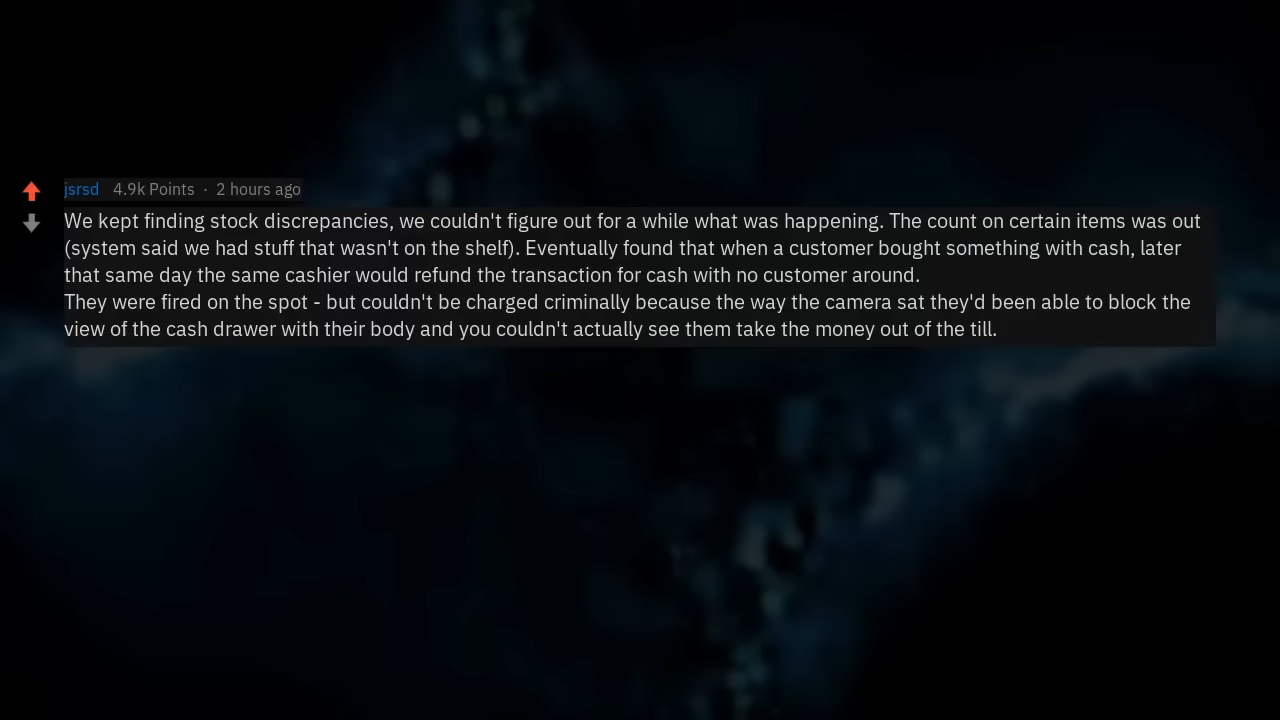 jsrsd 4.9k Points · 2 hours ago
We kept finding stock discrepancies, we couldn't figure out for a while what was happening. The count on certain items was out
(system said we had stuff that wasn't on the shelf). Eventually found that when a customer bought something with cash, later
that same day the same cashier would refund the transaction for cash with no customer around.
They were fired on the spot - but couldn't be charged criminally because the way the camera sat they'd been able to block the
view of the cash drawer with their body and you couldn't actually see them take the money out of the till.